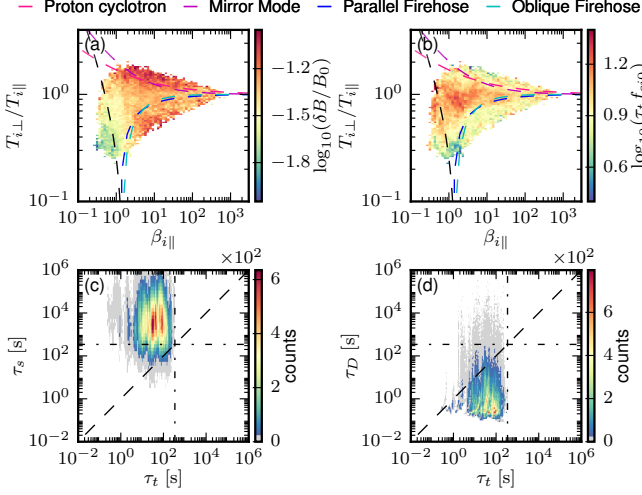 Proton cyclotron Mirror Mode Parallel Firehose Oblique Firehose
(a) (b)
T_{i⊥}/T_{i∥} 10^0 10^{-1}
10^{-1} 10^0 10^1 10^2 10^3
β_{i∥}
−1.2 −1.5 −1.8
log_{10}(δB/B_0)
T_{i⊥}/T_{i∥} 10^0 10^{-1}
10^{-1} 10^0 10^1 10^2 10^3
β_{i∥}
1.2 0.9 0.6
(c) (d)
τ_s [s] 10^6 10^4 10^2 10^0 10^{-2}
10^{-2} 10^0 10^2 10^4 10^6
τ_t [s]
×10^2
6 4 2 0
counts
τ_D [s] 10^6 10^4 10^2 10^0 10^{-2}
10^{-2} 10^0 10^2 10^4 10^6
τ_t [s]
×10^2
6 4 2 0
counts